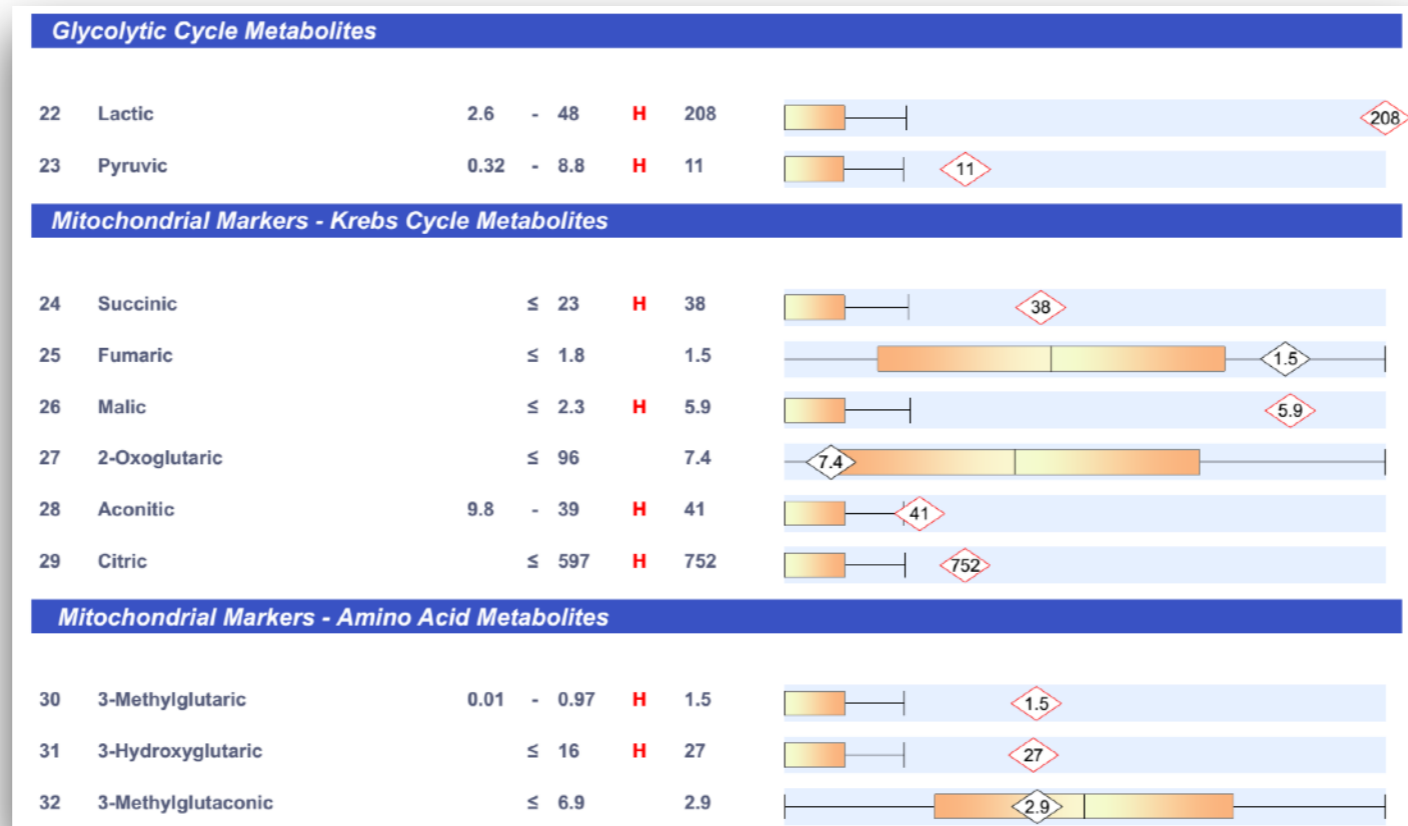 Glycolytic Cycle Metabolites
22 Lactic 2.6 - 48 H 208 208
23 Pyruvic 0.32 - 8.8 H 11 11
Mitochondrial Markers - Krebs Cycle Metabolites
24 Succinic ≤ 23 H 38 38
25 Fumaric ≤ 1.8 1.5 1.5
26 Malic ≤ 2.3 H 5.9 5.9
27 2-Oxoglutaric ≤ 96 7.4 7.4
28 Aconitic 9.8 - 39 H 41 41
29 Citric ≤ 597 H 752 752
Mitochondrial Markers - Amino Acid Metabolites
30 3-Methylglutaric 0.01 - 0.97 H 1.5 1.5
31 3-Hydroxyglutaric ≤ 16 H 27 27
32 3-Methylglutaconic ≤ 6.9 2.9 2.9